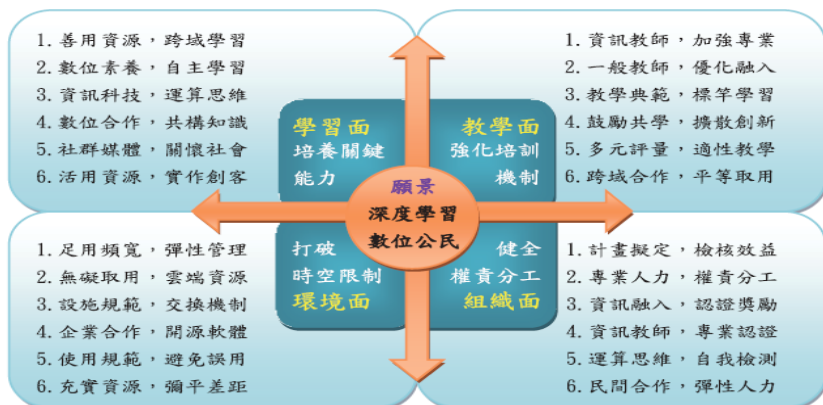 1. 善用資源，跨域學習
2. 數位素養，自主學習
3. 資訊科技，運算思維
4. 數位合作，共構知識
5. 社群媒體，關懷社會
6. 活用資源，實作創客
1. 資訊教師，加強專業
2. 一般教師，優化融入
3. 教學典範，標竿學習
4. 鼓勵共學，擴散創新
5. 多元評量，適性教學
6. 跨域合作，平等取用
學習面
培養關鍵
能力
教學面
強化培訓
機制
願景
深度學習
數位公民
打破
時空限制
環境面
健全
權責分工
組織面
1. 足用頻寬，彈性管理
2. 無礙取用，雲端資源
3. 設施規範，交換機制
4. 企業合作，開源軟體
5. 使用規範，避免誤用
6. 充實資源，彌平差距
1. 計畫擬定，檢核效益
2. 專業人力，權責分工
3. 資訊融入，認證獎勵
4. 資訊教師，專業認證
5. 運算思維，自我檢測
6. 民間合作，彈性人力